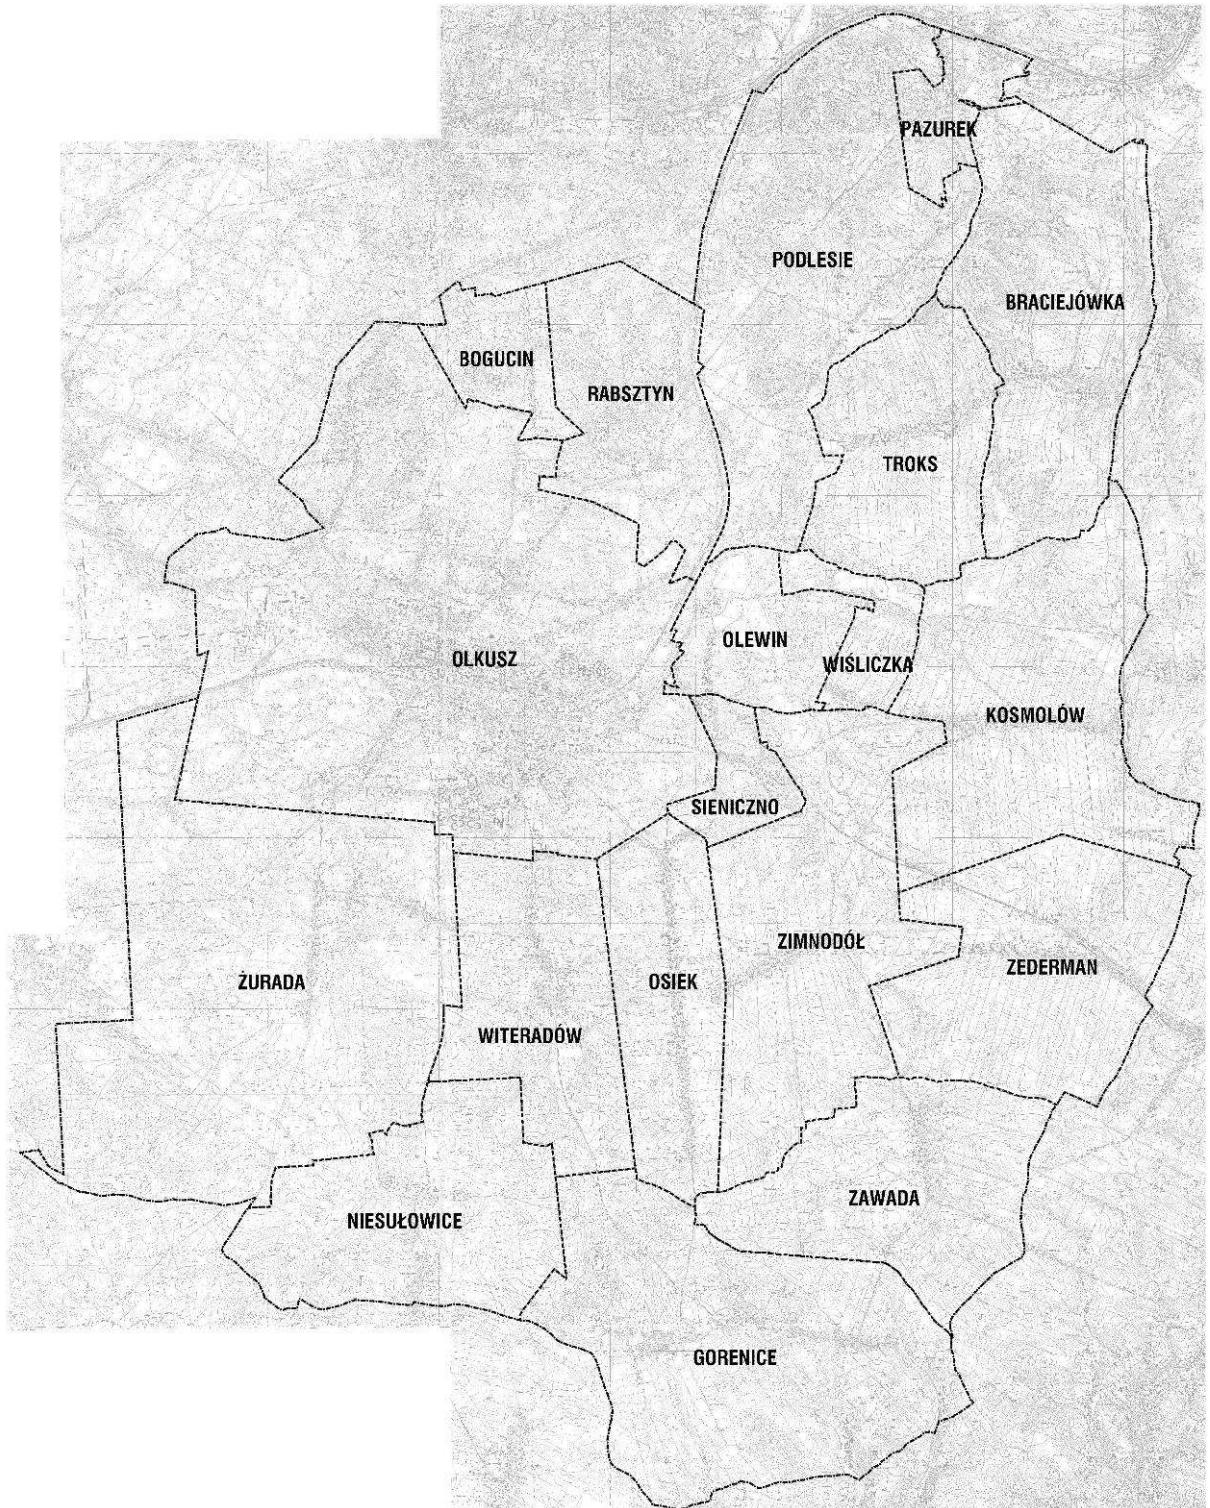 PAZUREK
PODLESIE
BRACIEJÓWKA
BOGUCIN
RABSZTYN
TROKS
OLEWIN
OLKUSZ
WIŚLICZKA
KOSMOLÓW
SIENICZNO
ZIMNODÓŁ
ZEDERMAN
ŻURADA
OSIEK
WITERADÓW
ZAWADA
NIESUŁOWICE
GORENICE